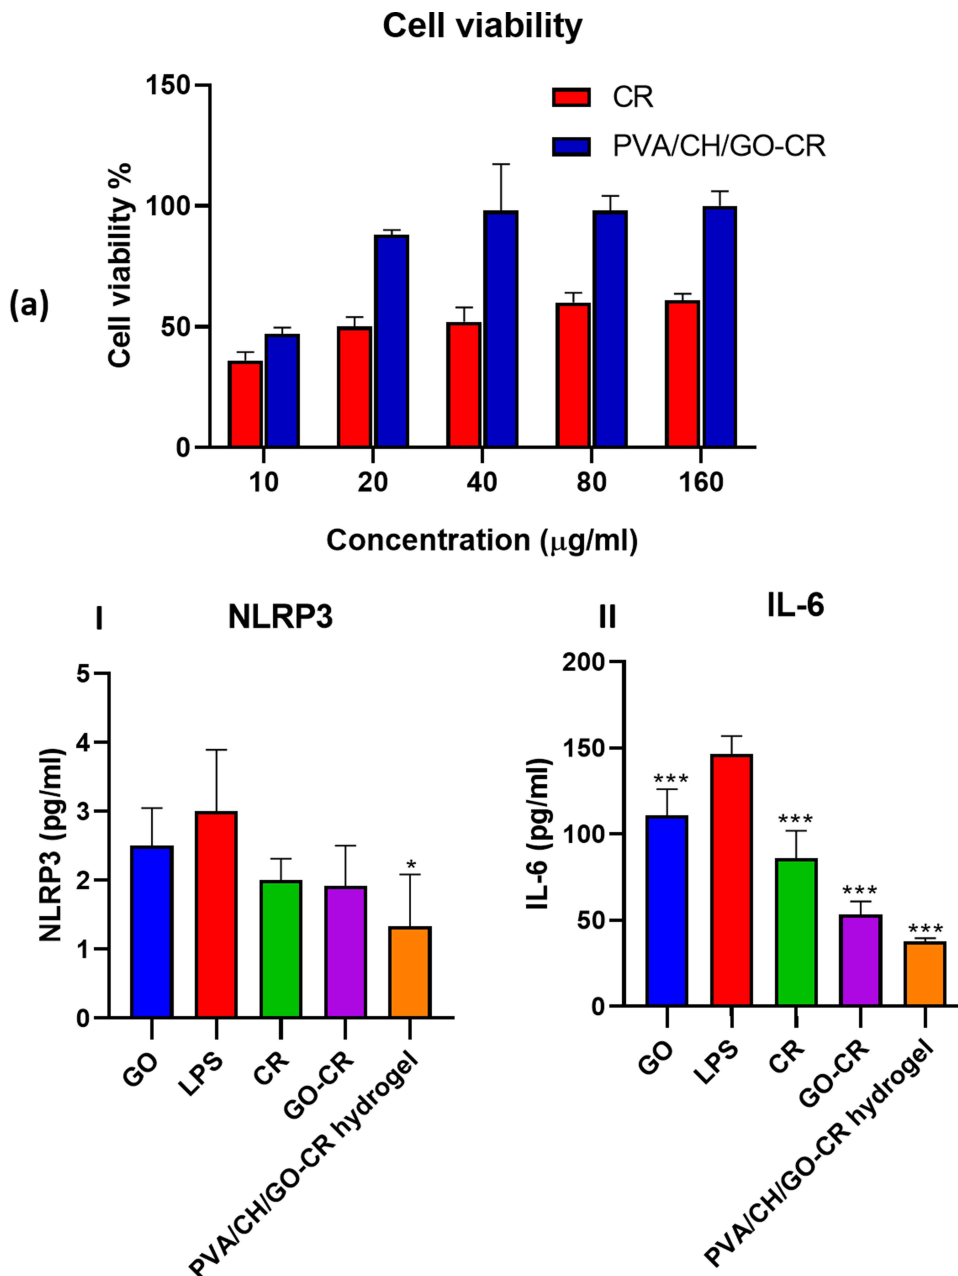 Cell viability
150
100
50
0
Cell viability %
CR
PVA/CH/GO-CR
(a)
10 20 40 80 160
Concentration (μg/ml)
I NLRP3
5
4
3
2
1
0
NLRP3 (pg/ml)
*
GO
LPS
CR
GO-CR
PVA/CH/GO-CR hydrogel
II IL-6
200
150
100
50
0
IL-6 (pg/ml)
***
***
***
***
GO
LPS
CR
GO-CR
PVA/CH/GO-CR hydrogel